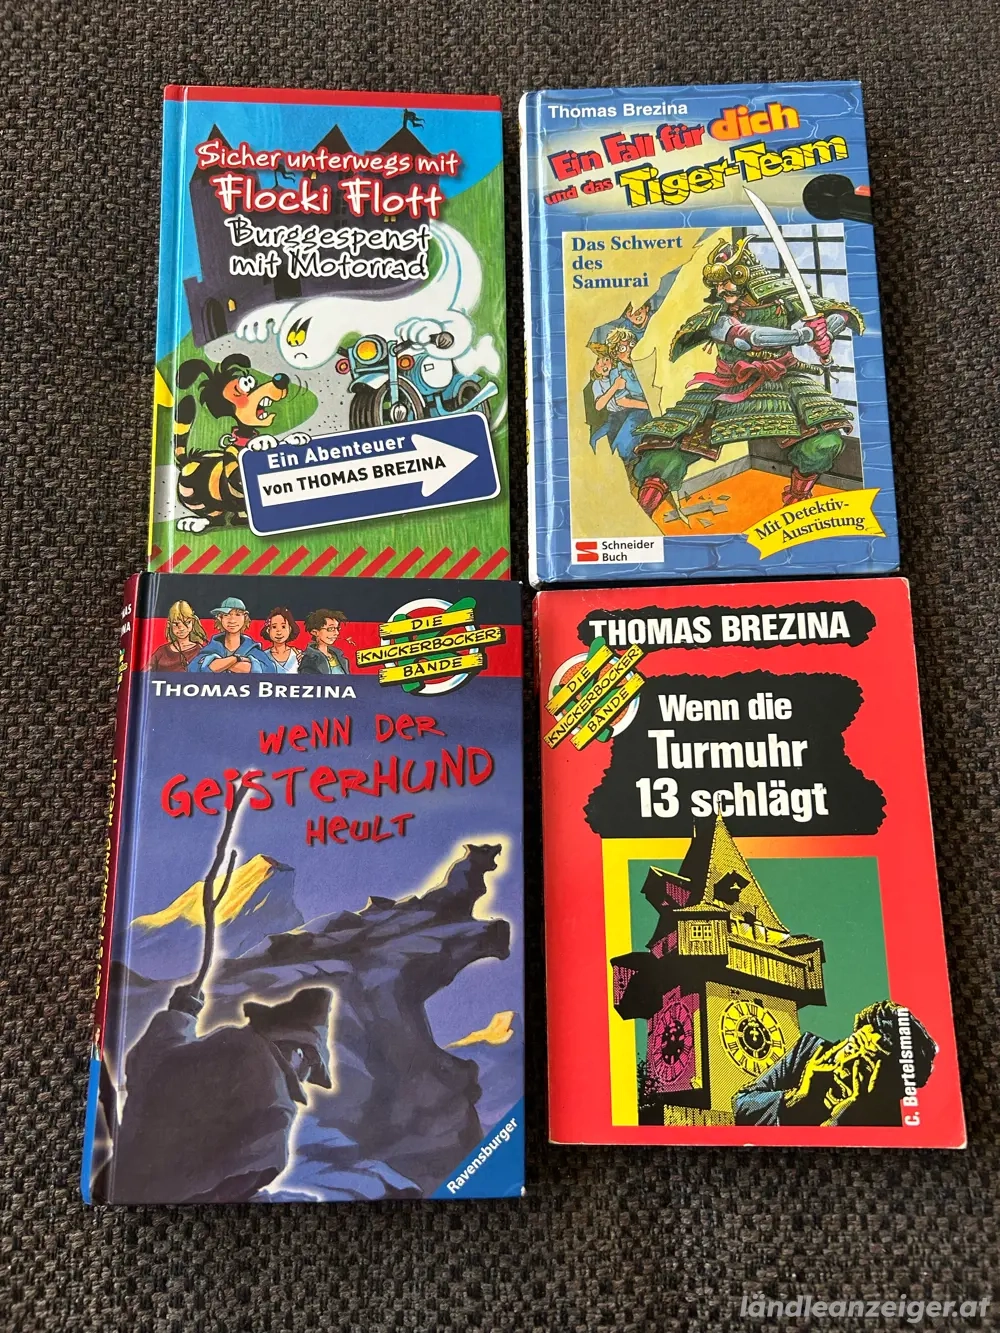 Sicher unterwegs mit
Flocki Flott
Burggespenst
mit Motorrad
Ein Abenteuer
von THOMAS BREZINA
Thomas Brezina
Ein Fall für dich
und das Tiger-Team
Das Schwert
des
Samurai
Mit Detektiv-
Ausrüstung
Schneider
Buch
DIE
KNICKERBOCKER
BANDE
THOMAS BREZINA
WENN DER
GEISTERHUND
HEULT
Ravensburger
THOMAS BREZINA
DIE
KNICKERBOCKER
BANDE
Wenn die
Turmuhr
13 schlägt
C. Bertelsmann
ländleanzeiger.at